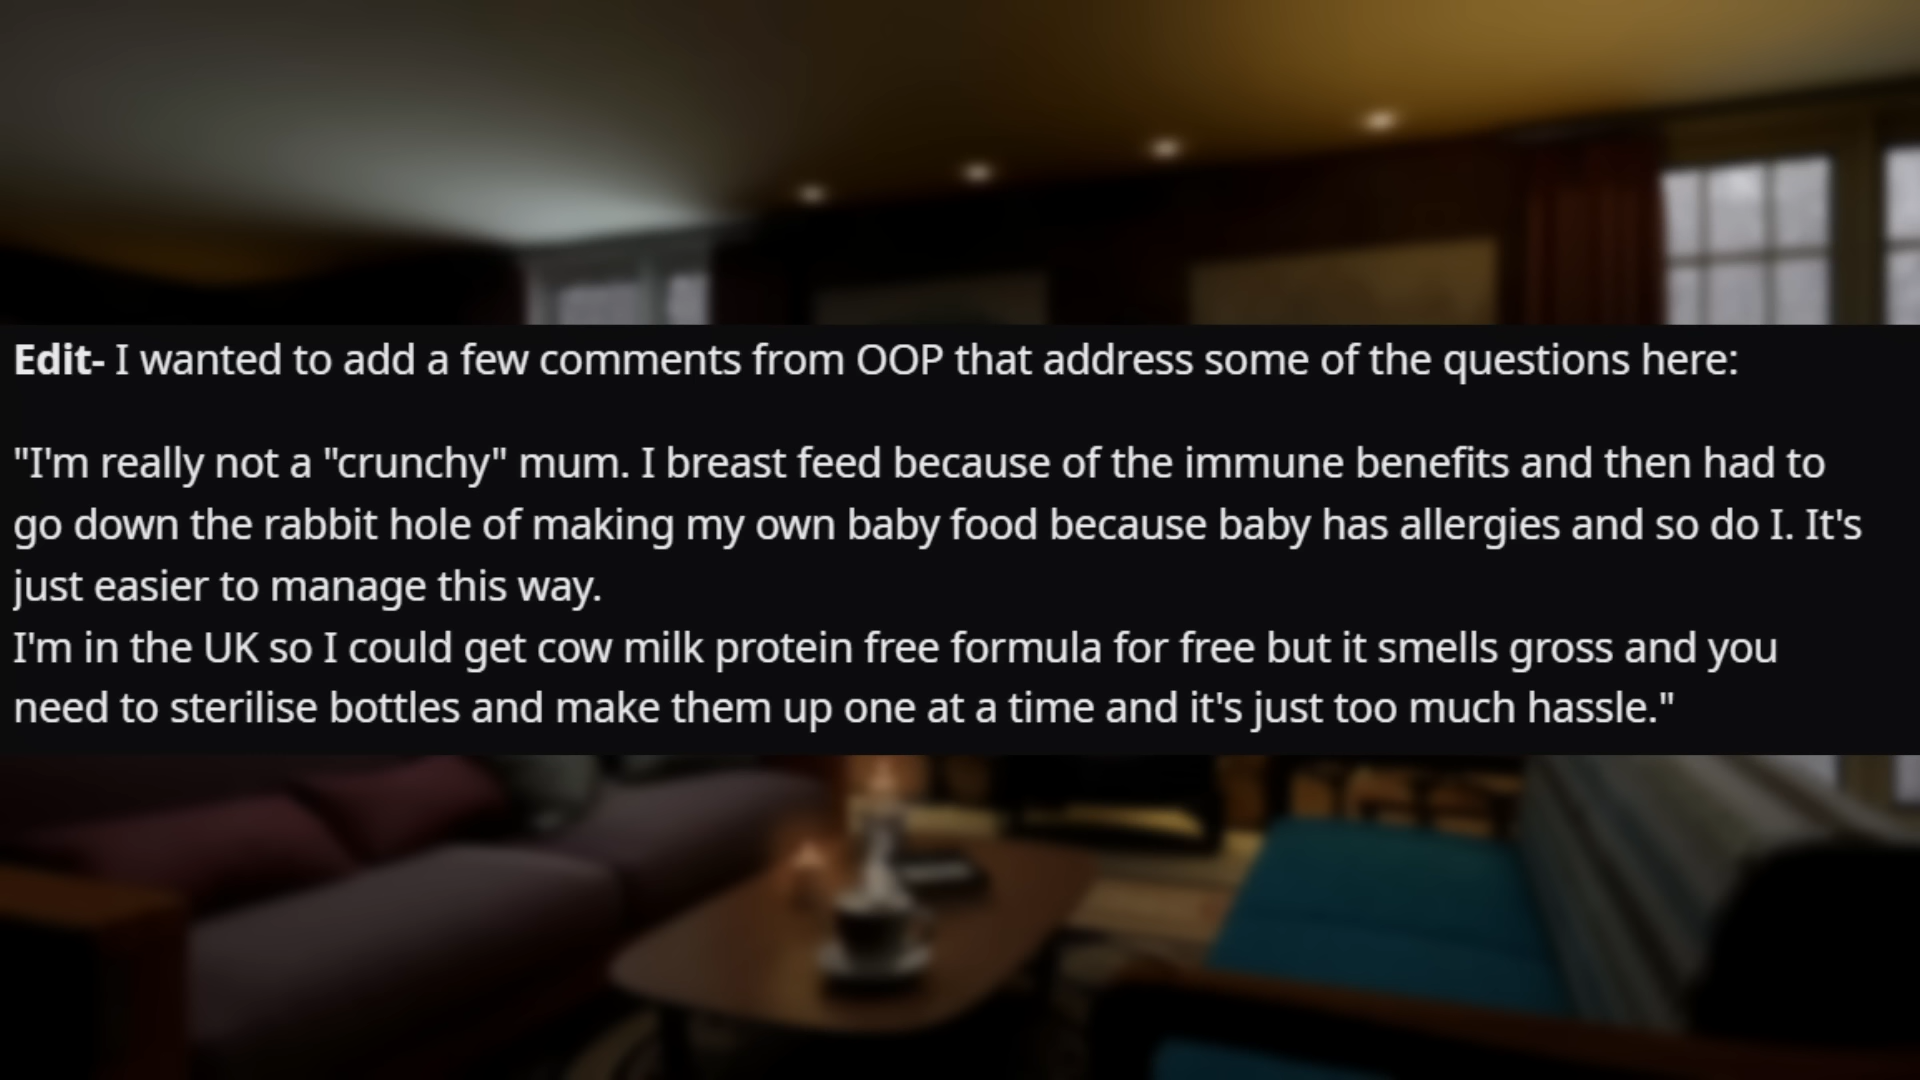 Edit- I wanted to add a few comments from OOP that address some of the questions here:
"I'm really not a "crunchy" mum. I breast feed because of the immune benefits and then had to
go down the rabbit hole of making my own baby food because baby has allergies and so do I. It's
just easier to manage this way.
I'm in the UK so I could get cow milk protein free formula for free but it smells gross and you
need to sterilise bottles and make them up one at a time and it's just too much hassle."